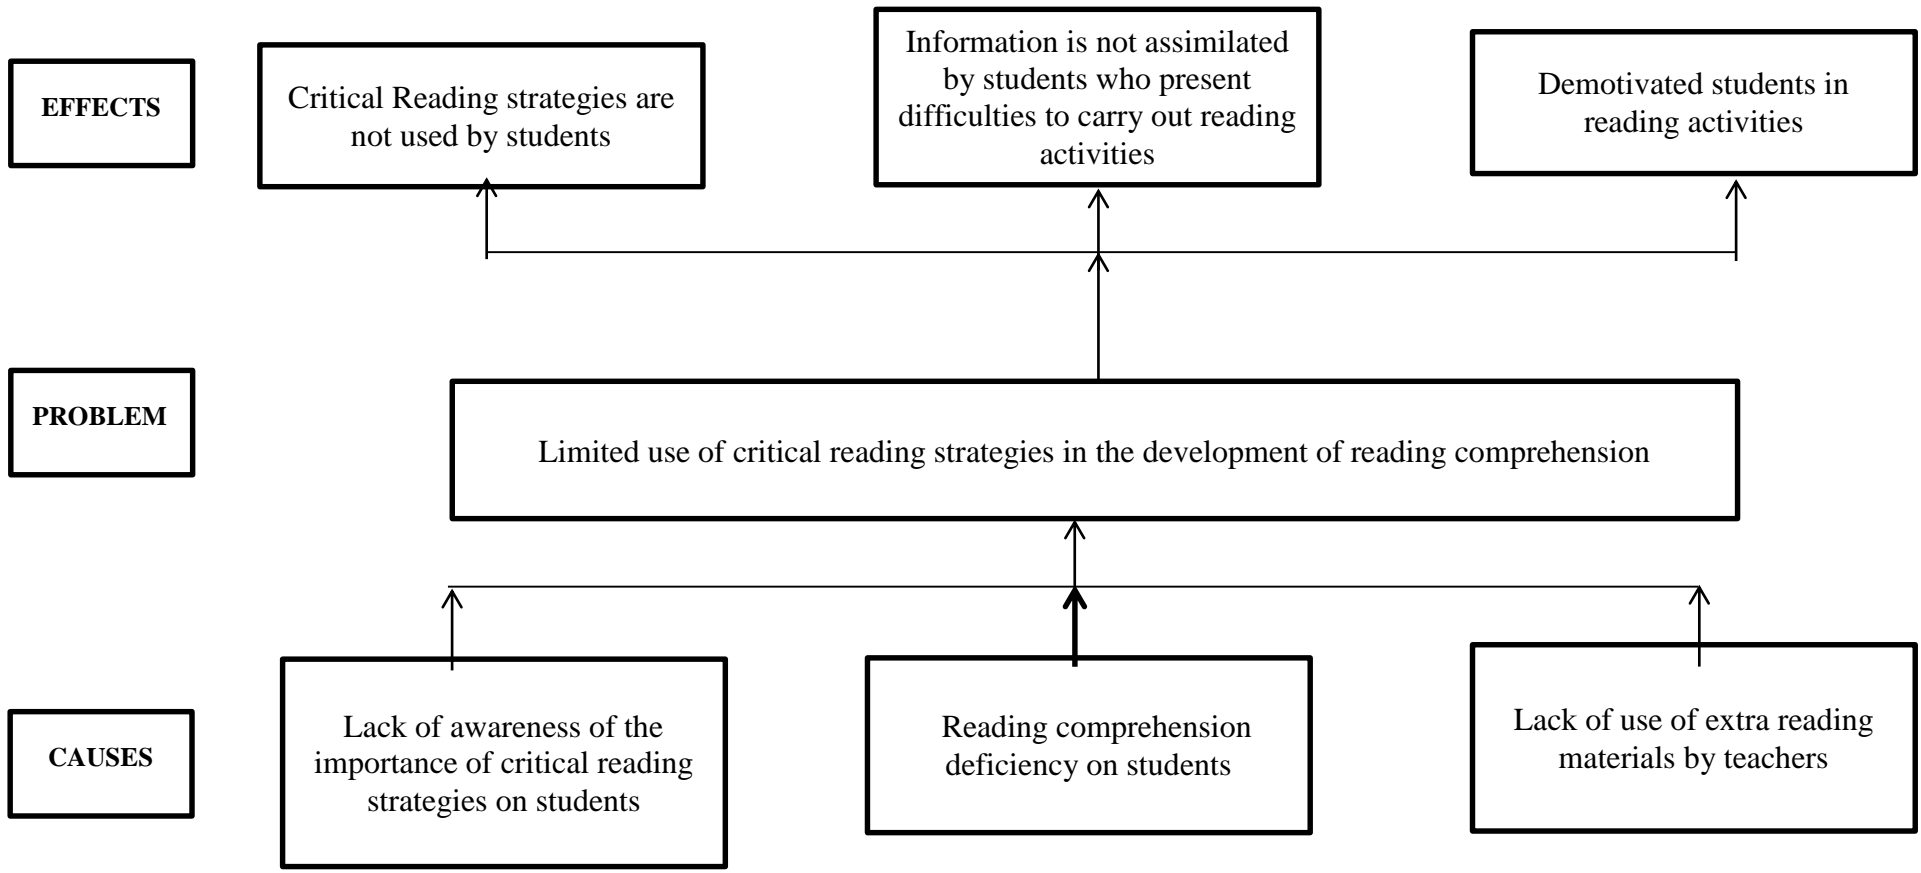 EFFECTS
Critical Reading strategies are
not used by students
Information is not assimilated
by students who present
difficulties to carry out reading
activities
Demotivated students in
reading activities
PROBLEM
Limited use of critical reading strategies in the development of reading comprehension
CAUSES
Lack of awareness of the
importance of critical reading
strategies on students
Reading comprehension
deficiency on students
Lack of use of extra reading
materials by teachers